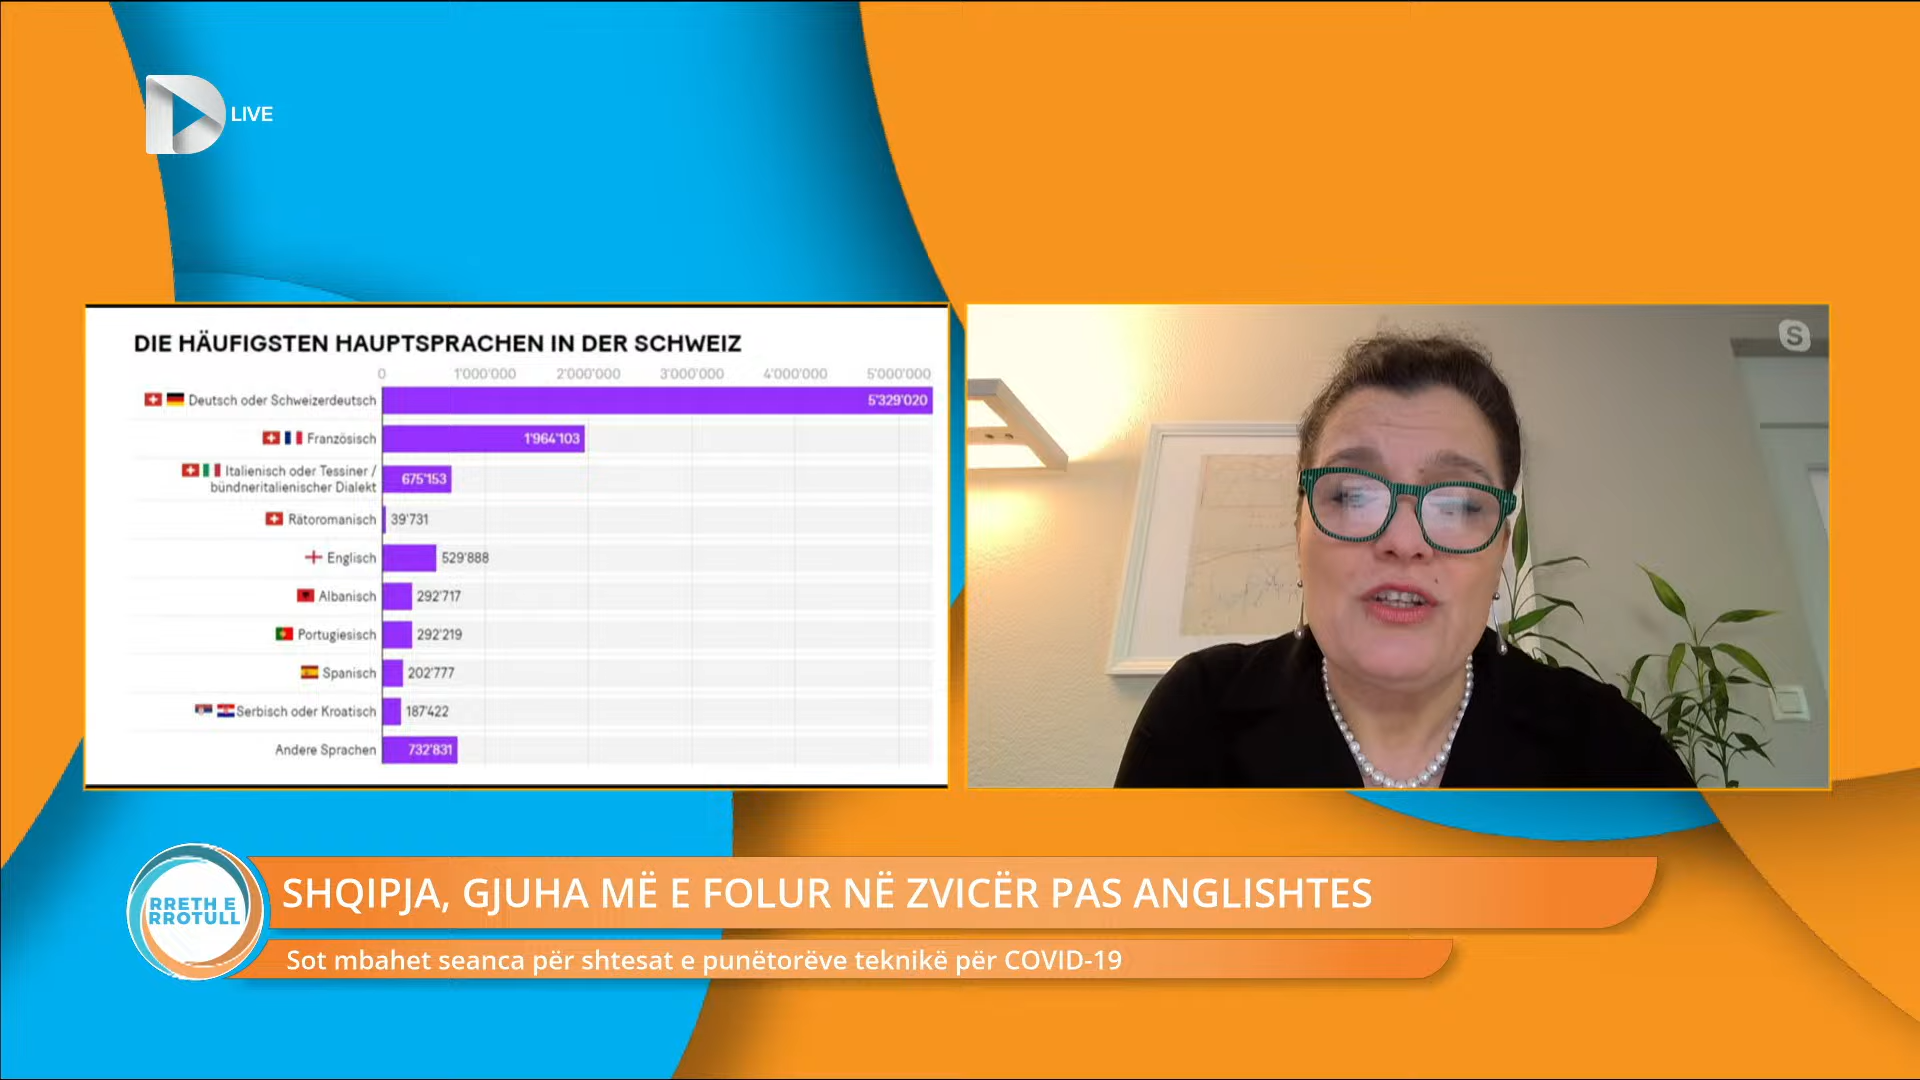 LIVE
DIE HÄUFIGSTEN HAUPTSPRACHEN IN DER SCHWEIZ
0 1'000'000 2'000'000 3'000'000 4'000'000 5'000'000
Deutsch oder Schweizerdeutsch 5'329'020
Französisch 1'964'103
Italienisch oder Tessiner /
bündneritalienischer Dialekt 675'153
Rätoromanisch 39'731
Englisch 529'888
Albanisch 292'717
Portugiesisch 292'219
Spanisch 202'777
Serbisch oder Kroatisch 187'422
Andere Sprachen 732'831
S
RRETH E
RROTULL
SHQIPJA, GJUHA MË E FOLUR NË ZVICËR PAS ANGLISHTES
Sot mbahet seanca për shtesat e punëtorëve teknikë për COVID-19